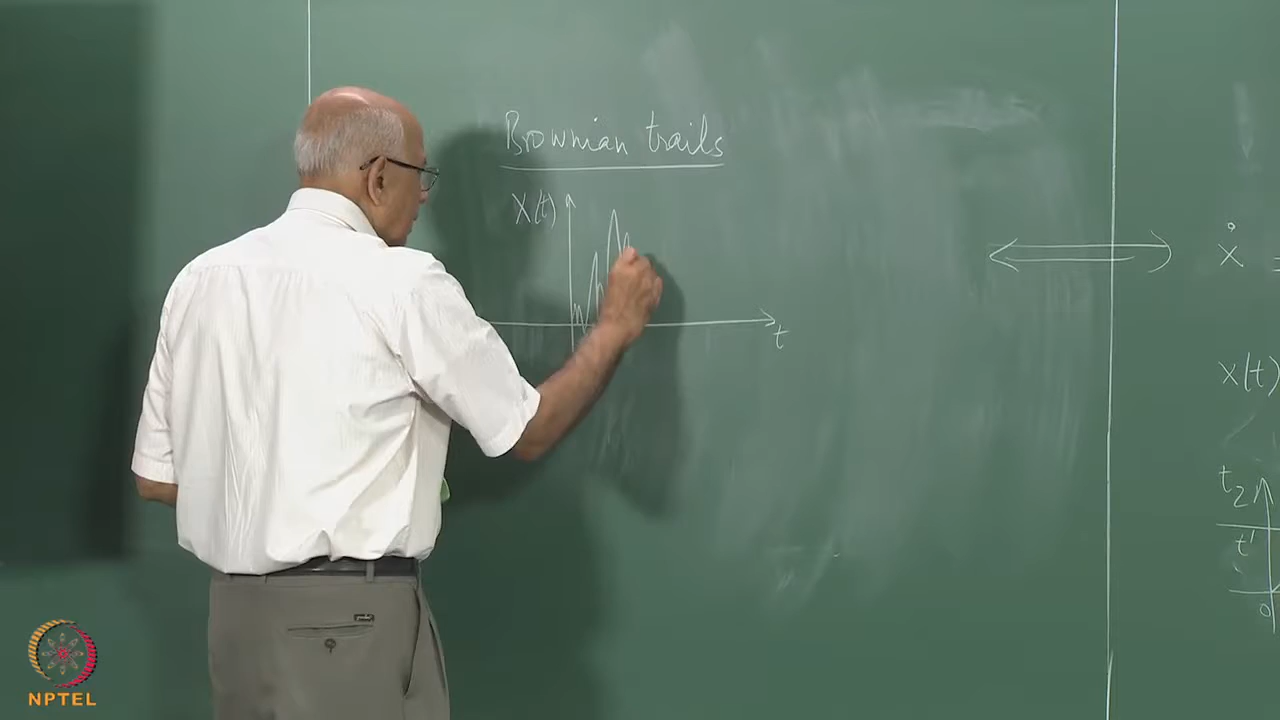 Brownian trails
X(t)
t
ẋ =
X(t)
t₂
t'
0
NPTEL